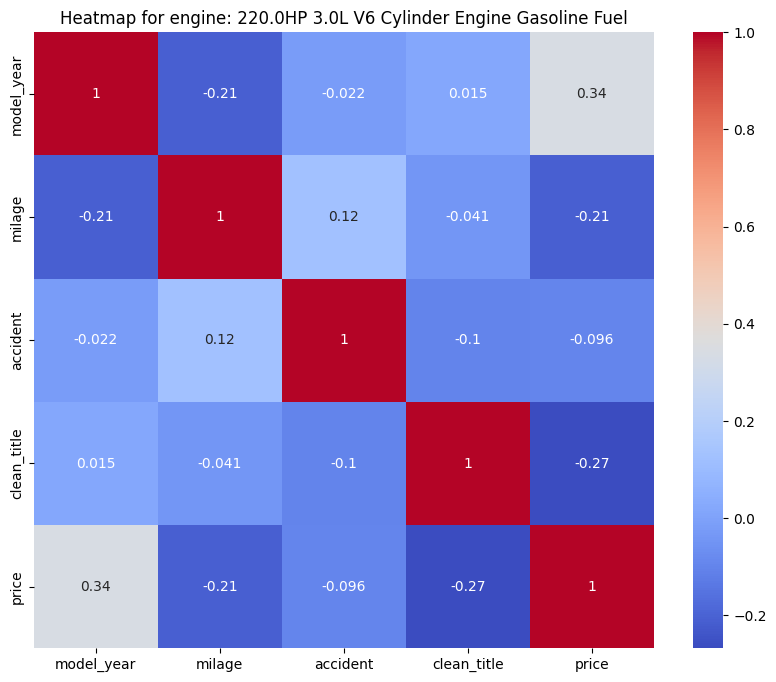 Heatmap for engine: 220.0HP 3.0L V6 Cylinder Engine Gasoline Fuel
model_year 1 -0.21 -0.022 0.015 0.34
milage -0.21 1 0.12 -0.041 -0.21
accident -0.022 0.12 1 -0.1 -0.096
clean_title 0.015 -0.041 -0.1 1 -0.27
price 0.34 -0.21 -0.096 -0.27 1
model_year milage accident clean_title price
1.0
0.8
0.6
0.4
0.2
0.0
−0.2